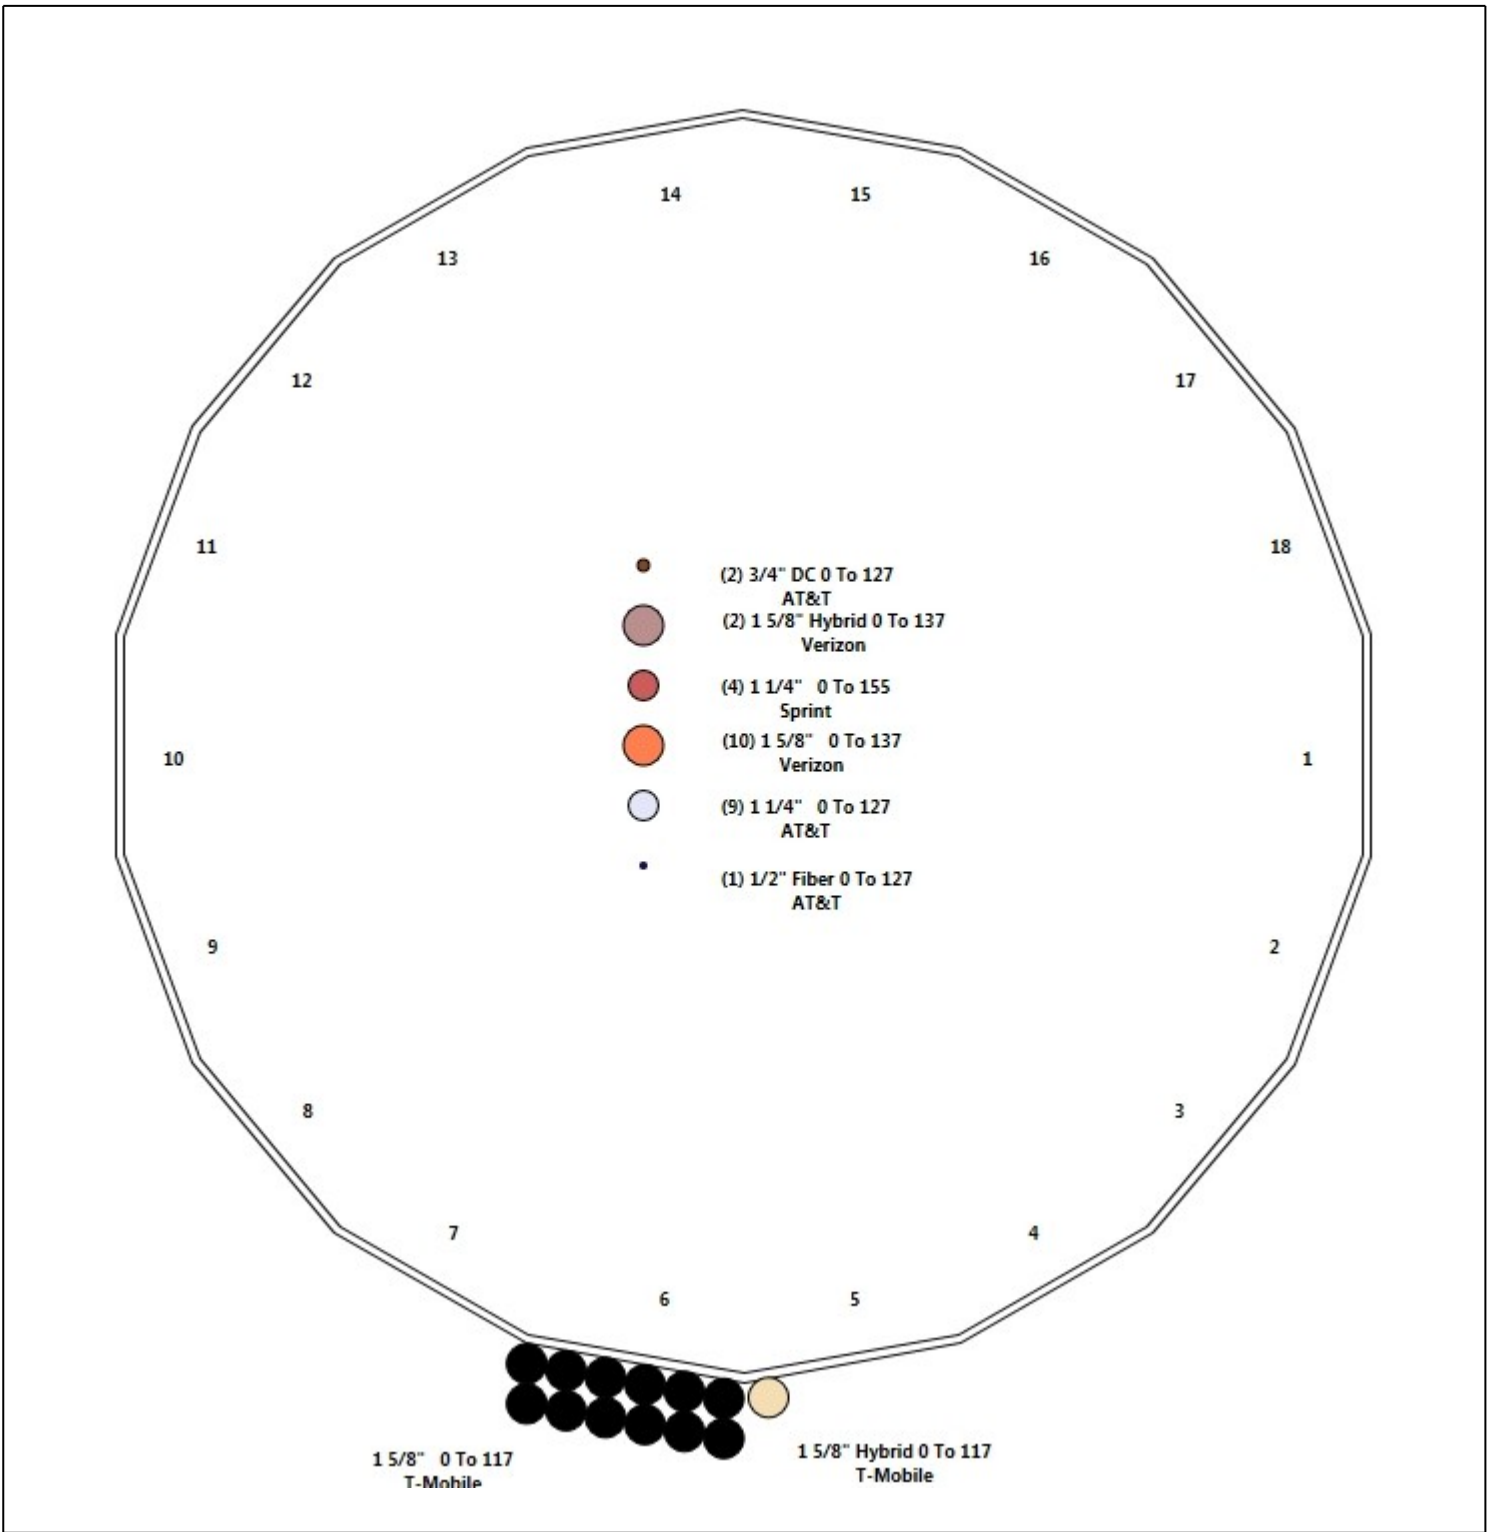 14
15
13
16
12
17
11
18
(2) 3/4" DC 0 To 127
AT&T
(2) 1 5/8" Hybrid 0 To 137
Verizon
(4) 1 1/4" 0 To 155
Sprint
(10) 1 5/8" 0 To 137
Verizon
10
1
(9) 1 1/4" 0 To 127
AT&T
(1) 1/2" Fiber 0 To 127
AT&T
9
2
8
3
7
4
6
5
1 5/8" 0 To 117
T-Mobile
1 5/8" Hybrid 0 To 117
T-Mobile